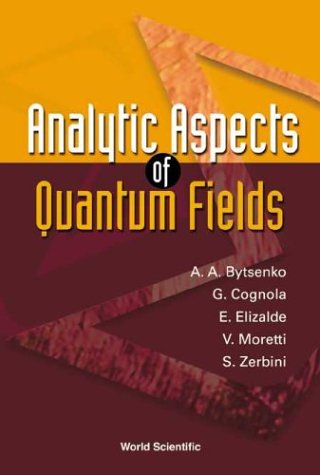 Analytic Aspects
of
Quantum Fields
A. A. Bytsenko
G. Cognola
E. Elizalde
V. Moretti
S. Zerbini
World Scientific